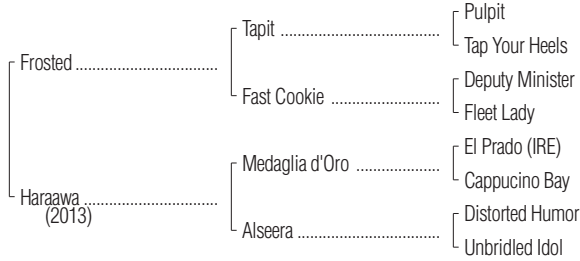 Pulpit
Tapit ................................................
Tap Your Heels
Frosted ...........................................
Deputy Minister
Fast Cookie .................................
Fleet Lady
El Prado (IRE)
Medaglia d'Oro .........................
Cappucino Bay
Haraawa ........................................
(2013)
Distorted Humor
Alseera ...........................................
Unbridled Idol